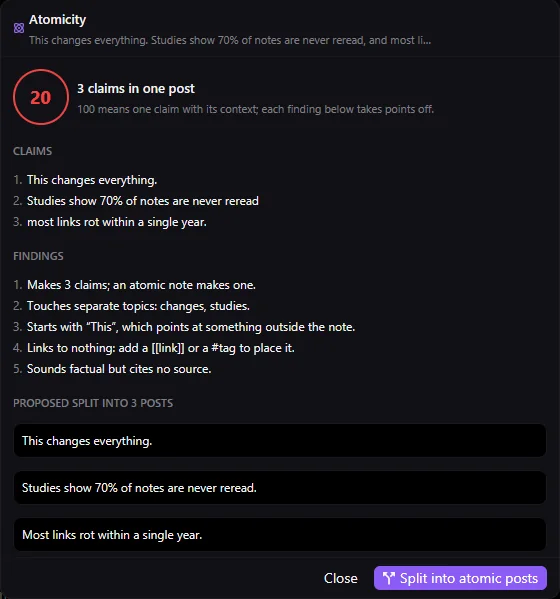 Atomicity
This changes everything. Studies show 70% of notes are never reread, and most li...
20
3 claims in one post
100 means one claim with its context; each finding below takes points off.
CLAIMS
1. This changes everything.
2. Studies show 70% of notes are never reread
3. most links rot within a single year.
FINDINGS
1. Makes 3 claims; an atomic note makes one.
2. Touches separate topics: changes, studies.
3. Starts with “This”, which points at something outside the note.
4. Links to nothing: add a [[link]] or a #tag to place it.
5. Sounds factual but cites no source.
PROPOSED SPLIT INTO 3 POSTS
This changes everything.
Studies show 70% of notes are never reread.
Most links rot within a single year.
Close
Split into atomic posts